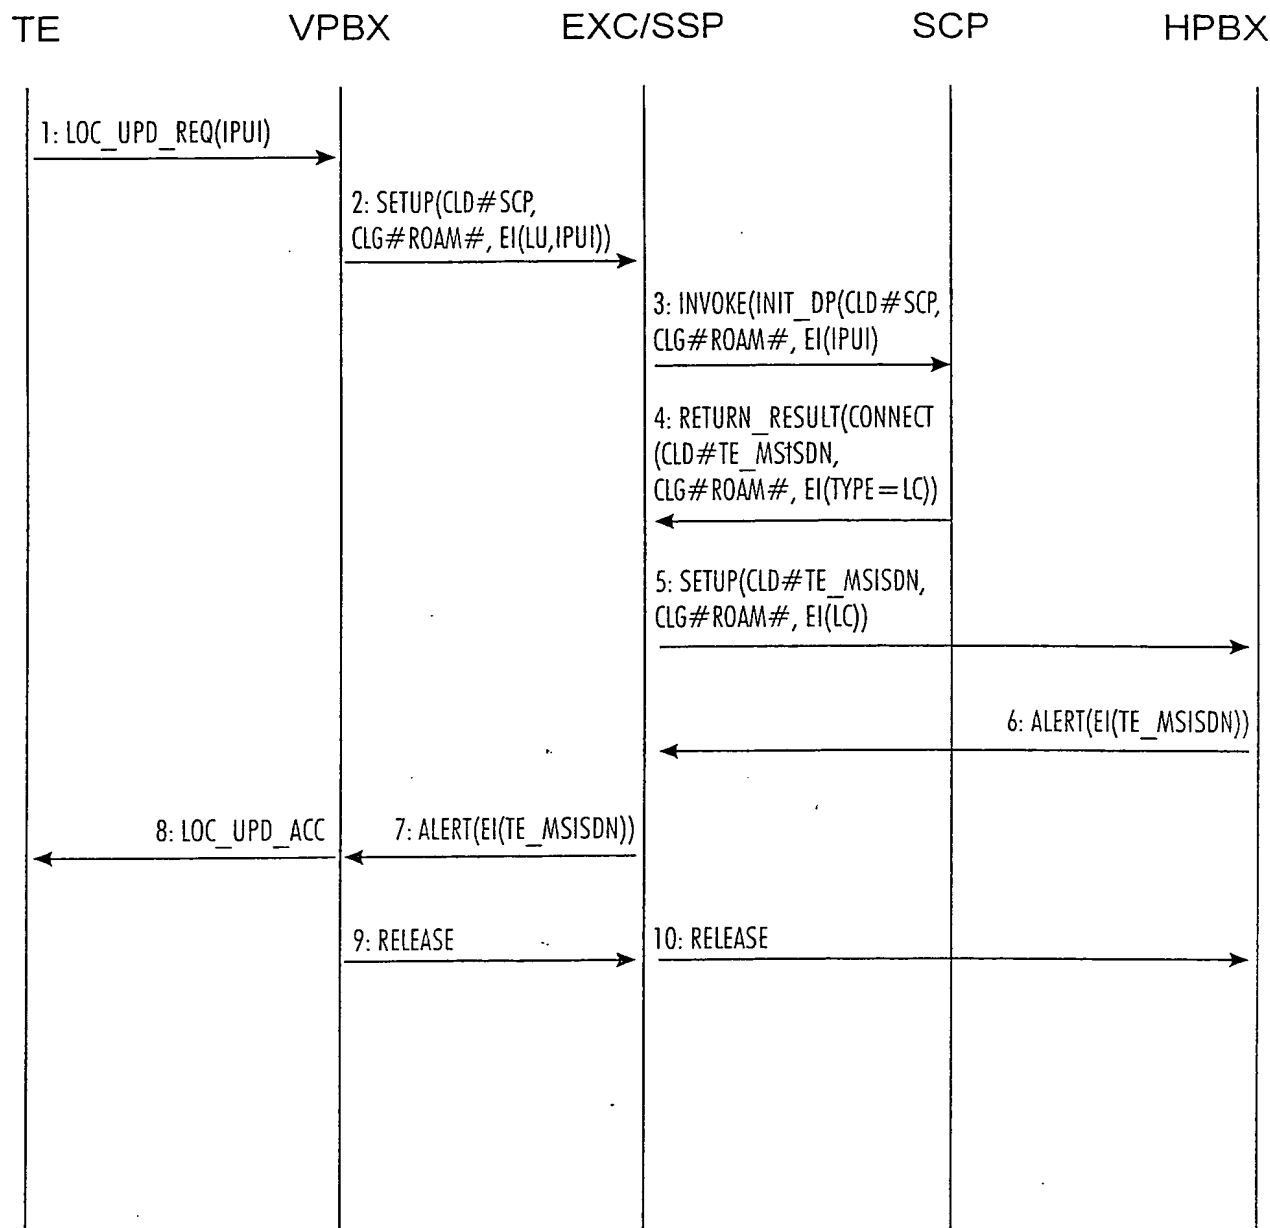 TE VPBX EXC/SSP SCP HPBX
1: LOC_UPD_REQ(IPUI)
2: SETUP(CLD#SCP,
CLG#ROAM#, EI(LU,IPUI))
3: INVOKE(INIT_DP(CLD#SCP,
CLG#ROAM#, EI(IPUI)
4: RETURN_RESULT(CONNECT
(CLD#TE_MSISDN,
CLG#ROAM#, EI(TYPE=LC))
5: SETUP(CLD#TE_MSISDN,
CLG#ROAM#, EI(LC))
6: ALERT(EI(TE_MSISDN))
8: LOC_UPD_ACC
7: ALERT(EI(TE_MSISDN))
9: RELEASE
10: RELEASE